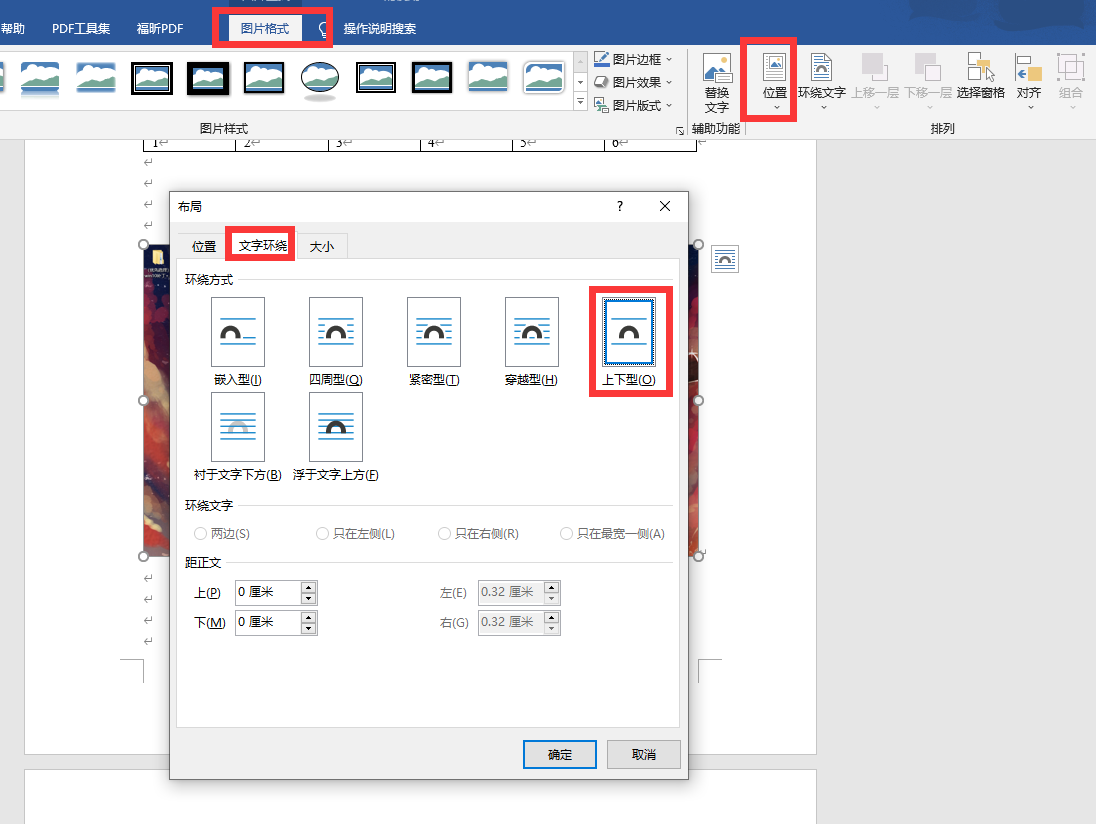 帮助 PDF工具集 福昕PDF 图片格式 操作说明搜索
图片边框
图片效果
图片版式
替换
文字
位置 环绕文字 上移一层 下移一层 选择窗格 对齐 组合
图片样式 辅助功能 排列
1 2 3 4 5 6
布局 ?
位置 文字环绕 大小
环绕方式
嵌入型(I) 四周型(Q) 紧密型(T) 穿越型(H) 上下型(O)
衬于文字下方(B) 浮于文字上方(F)
环绕文字
两边(S) 只在左侧(L) 只在右侧(R) 只在最宽一侧(A)
距正文
上(P) 0 厘米 左(E) 0.32 厘米
下(M) 0 厘米 右(G) 0.32 厘米
确定 取消